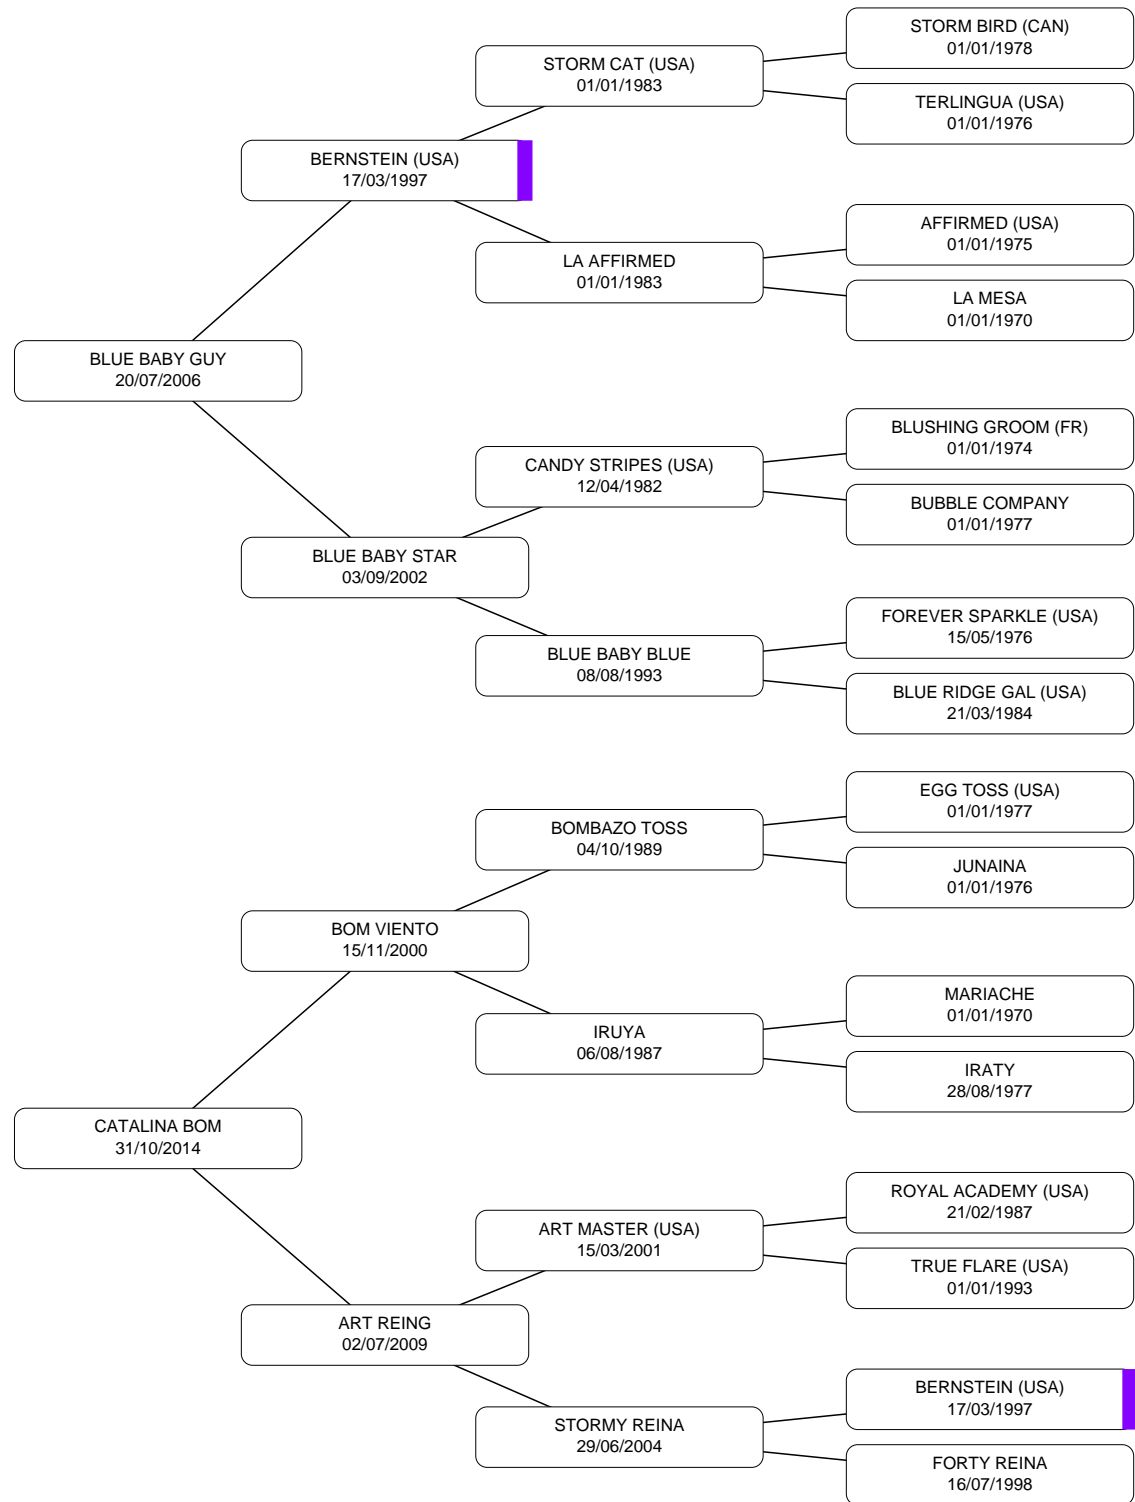 STORM BIRD (CAN)
01/01/1978
STORM CAT (USA)
01/01/1983
TERLINGUA (USA)
01/01/1976
BERNSTEIN (USA)
17/03/1997
AFFIRMED (USA)
01/01/1975
LA AFFIRMED
01/01/1983
LA MESA
01/01/1970
BLUE BABY GUY
20/07/2006
BLUSHING GROOM (FR)
01/01/1974
CANDY STRIPES (USA)
12/04/1982
BUBBLE COMPANY
01/01/1977
BLUE BABY STAR
03/09/2002
FOREVER SPARKLE (USA)
15/05/1976
BLUE BABY BLUE
08/08/1993
BLUE RIDGE GAL (USA)
21/03/1984
EGG TOSS (USA)
01/01/1977
BOMBAZO TOSS
04/10/1989
JUNAINA
01/01/1976
BOM VIENTO
15/11/2000
MARIACHE
01/01/1970
IRUYA
06/08/1987
IRATY
28/08/1977
CATALINA BOM
31/10/2014
ROYAL ACADEMY (USA)
21/02/1987
ART MASTER (USA)
15/03/2001
TRUE FLARE (USA)
01/01/1993
ART REING
02/07/2009
BERNSTEIN (USA)
17/03/1997
STORMY REINA
29/06/2004
FORTY REINA
16/07/1998